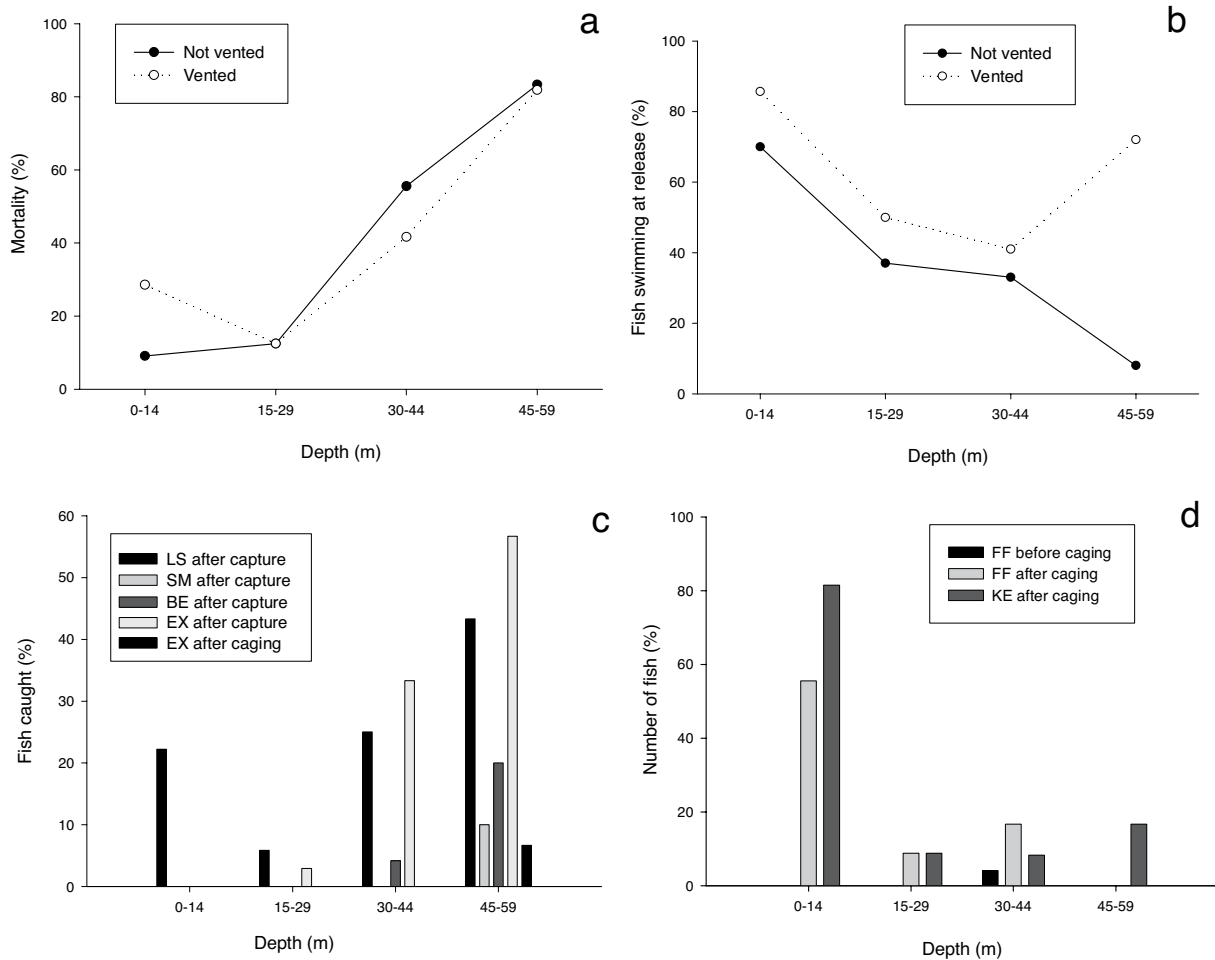 a
Not vented
Vented
Mortality (%)
100
80
60
40
20
0
0-14 15-29 30-44 45-59
Depth (m)
b
Not vented
Vented
Fish swimming at release (%)
100
80
60
40
20
0
0-14 15-29 30-44 45-59
Depth (m)
c
LS after capture
SM after capture
BE after capture
EX after capture
EX after caging
Fish caught (%)
60
50
40
30
20
10
0
0-14 15-29 30-44 45-59
Depth (m)
d
FF before caging
FF after caging
KE after caging
Number of fish (%)
100
80
60
40
20
0
0-14 15-29 30-44 45-59
Depth (m)